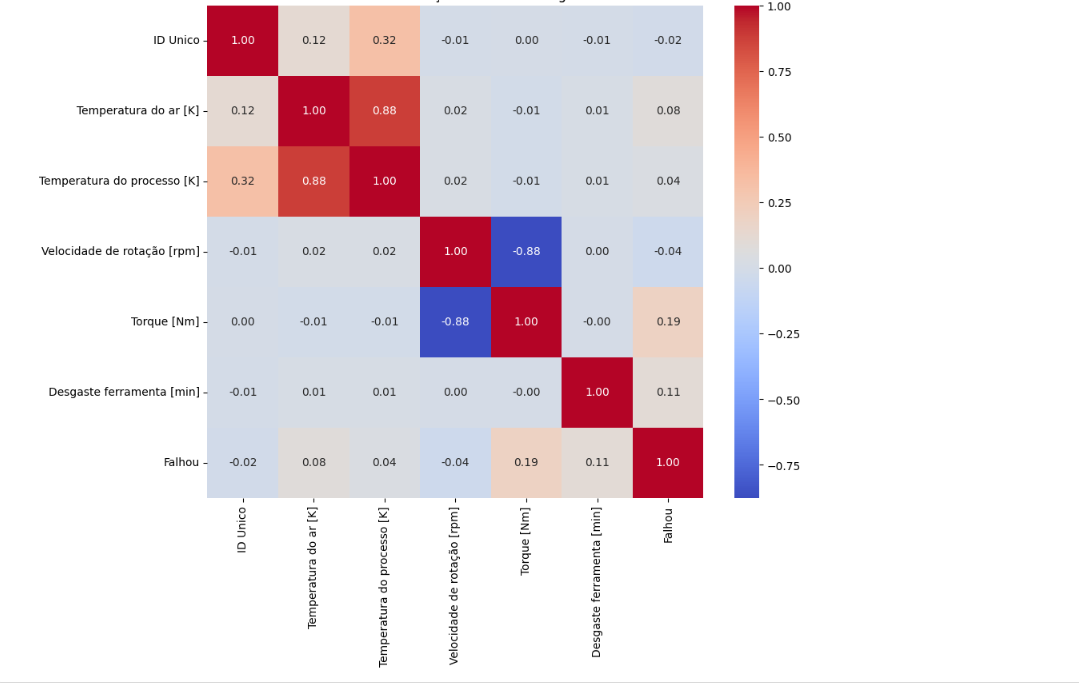 ID Unico 1.00 0.12 0.32 -0.01 0.00 -0.01 -0.02
Temperatura do ar [K] 0.12 1.00 0.88 0.02 -0.01 0.01 0.08
Temperatura do processo [K] 0.32 0.88 1.00 0.02 -0.01 0.01 0.04
Velocidade de rotação [rpm] -0.01 0.02 0.02 1.00 -0.88 0.00 -0.04
Torque [Nm] 0.00 -0.01 -0.01 -0.88 1.00 -0.00 0.19
Desgaste ferramenta [min] -0.01 0.01 0.01 0.00 -0.00 1.00 0.11
Falhou -0.02 0.08 0.04 -0.04 0.19 0.11 1.00
ID Unico
Temperatura do ar [K]
Temperatura do processo [K]
Velocidade de rotação [rpm]
Torque [Nm]
Desgaste ferramenta [min]
Falhou
1.00
0.75
0.50
0.25
0.00
−0.25
−0.50
−0.75